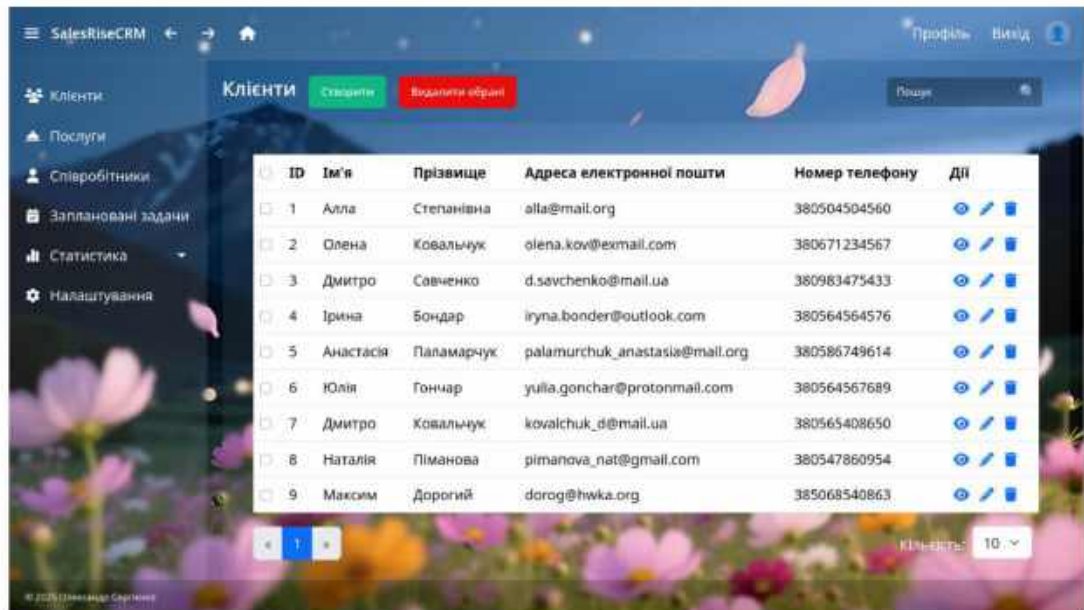 SalesRiseCRM Профіль Вихід
Клієнти
Послуги
Співробітники
Заплановані задачи
Статистика
Налаштування
Клієнти Створити Видалити обрані Пошук
ID Ім'я Прізвище Адреса електронної пошти Номер телефону Дії
1 Алла Степанівна alla@mail.org 380504504560
2 Олена Ковальчук olena.kov@exmail.com 380671234567
3 Дмитро Савченко d.savchenko@mail.ua 380983475433
4 Ірина Бондар iryna.bonder@outlook.com 380564564576
5 Анастасія Паламарчук palamurchuk_anastasia@mail.org 380586749614
6 Юлія Гончар yulia.gonchar@protonmail.com 380564567689
7 Дмитро Ковальчук kovalchuk_d@mail.ua 380565408650
8 Наталія Піманова pimanova_nat@gmail.com 380547860954
9 Максим Дорогий dorog@hwka.org 385068540863
« 1 » Кількість: 10
© 2025 Олександр Сергієнко